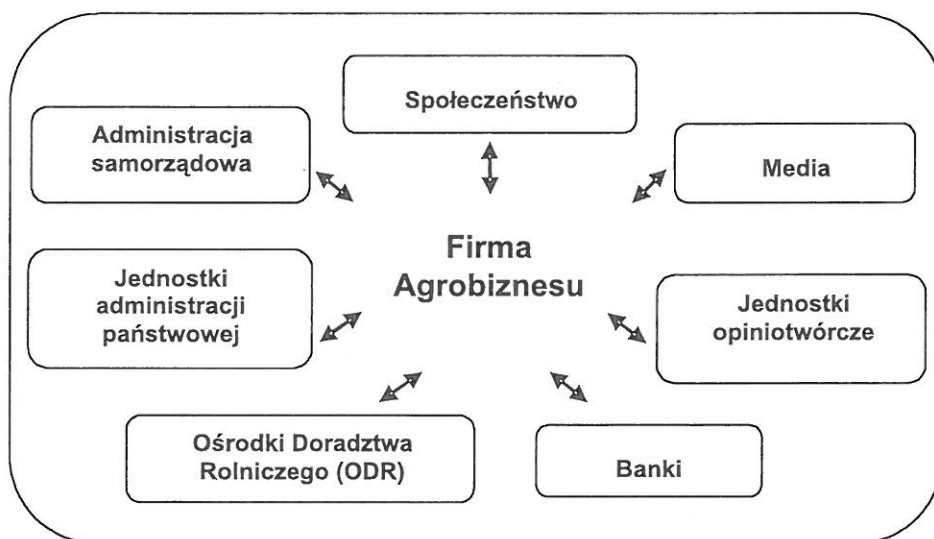 Społeczeństwo
Administracja
samorządowa
Media
Firma
Agrobiznesu
Jednostki
administracji
państwowej
Jednostki
opiniotwórcze
Ośrodki Doradztwa
Rolniczego (ODR)
Banki